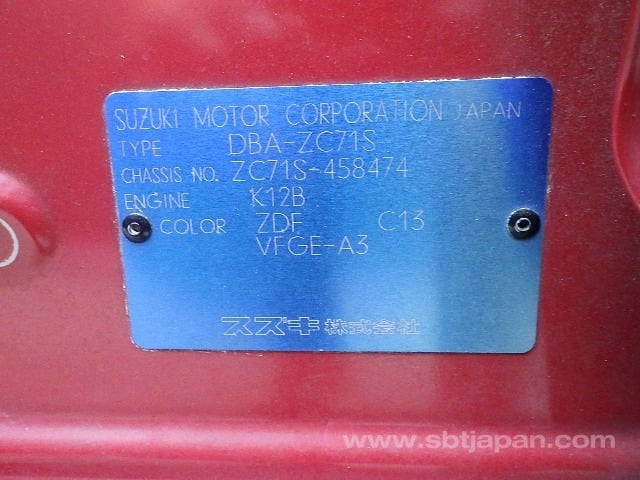 SUZUKI MOTOR CORPORATION JAPAN
TYPE DBA-ZC71S
CHASSIS NO. ZC71S-458474
ENGINE K12B
COLOR ZDF C13
VFGE-A3
スズキ株式会社
www.sbtjapan.com